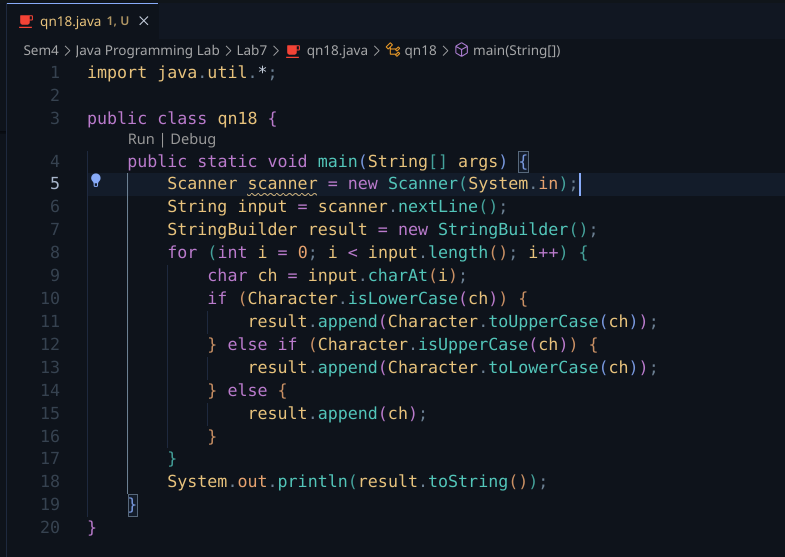 qn18.java 1, U
Sem4 > Java Programming Lab > Lab7 > qn18.java > qn18 > main(String[])
1 import java.util.*;
2
3 public class qn18 {
Run | Debug
4     public static void main(String[] args) {
5         Scanner scanner = new Scanner(System.in);
6         String input = scanner.nextLine();
7         StringBuilder result = new StringBuilder();
8         for (int i = 0; i < input.length(); i++) {
9             char ch = input.charAt(i);
10             if (Character.isLowerCase(ch)) {
11                 result.append(Character.toUpperCase(ch));
12             } else if (Character.isUpperCase(ch)) {
13                 result.append(Character.toLowerCase(ch));
14             } else {
15                 result.append(ch);
16             }
17         }
18         System.out.println(result.toString());
19     }
20 }